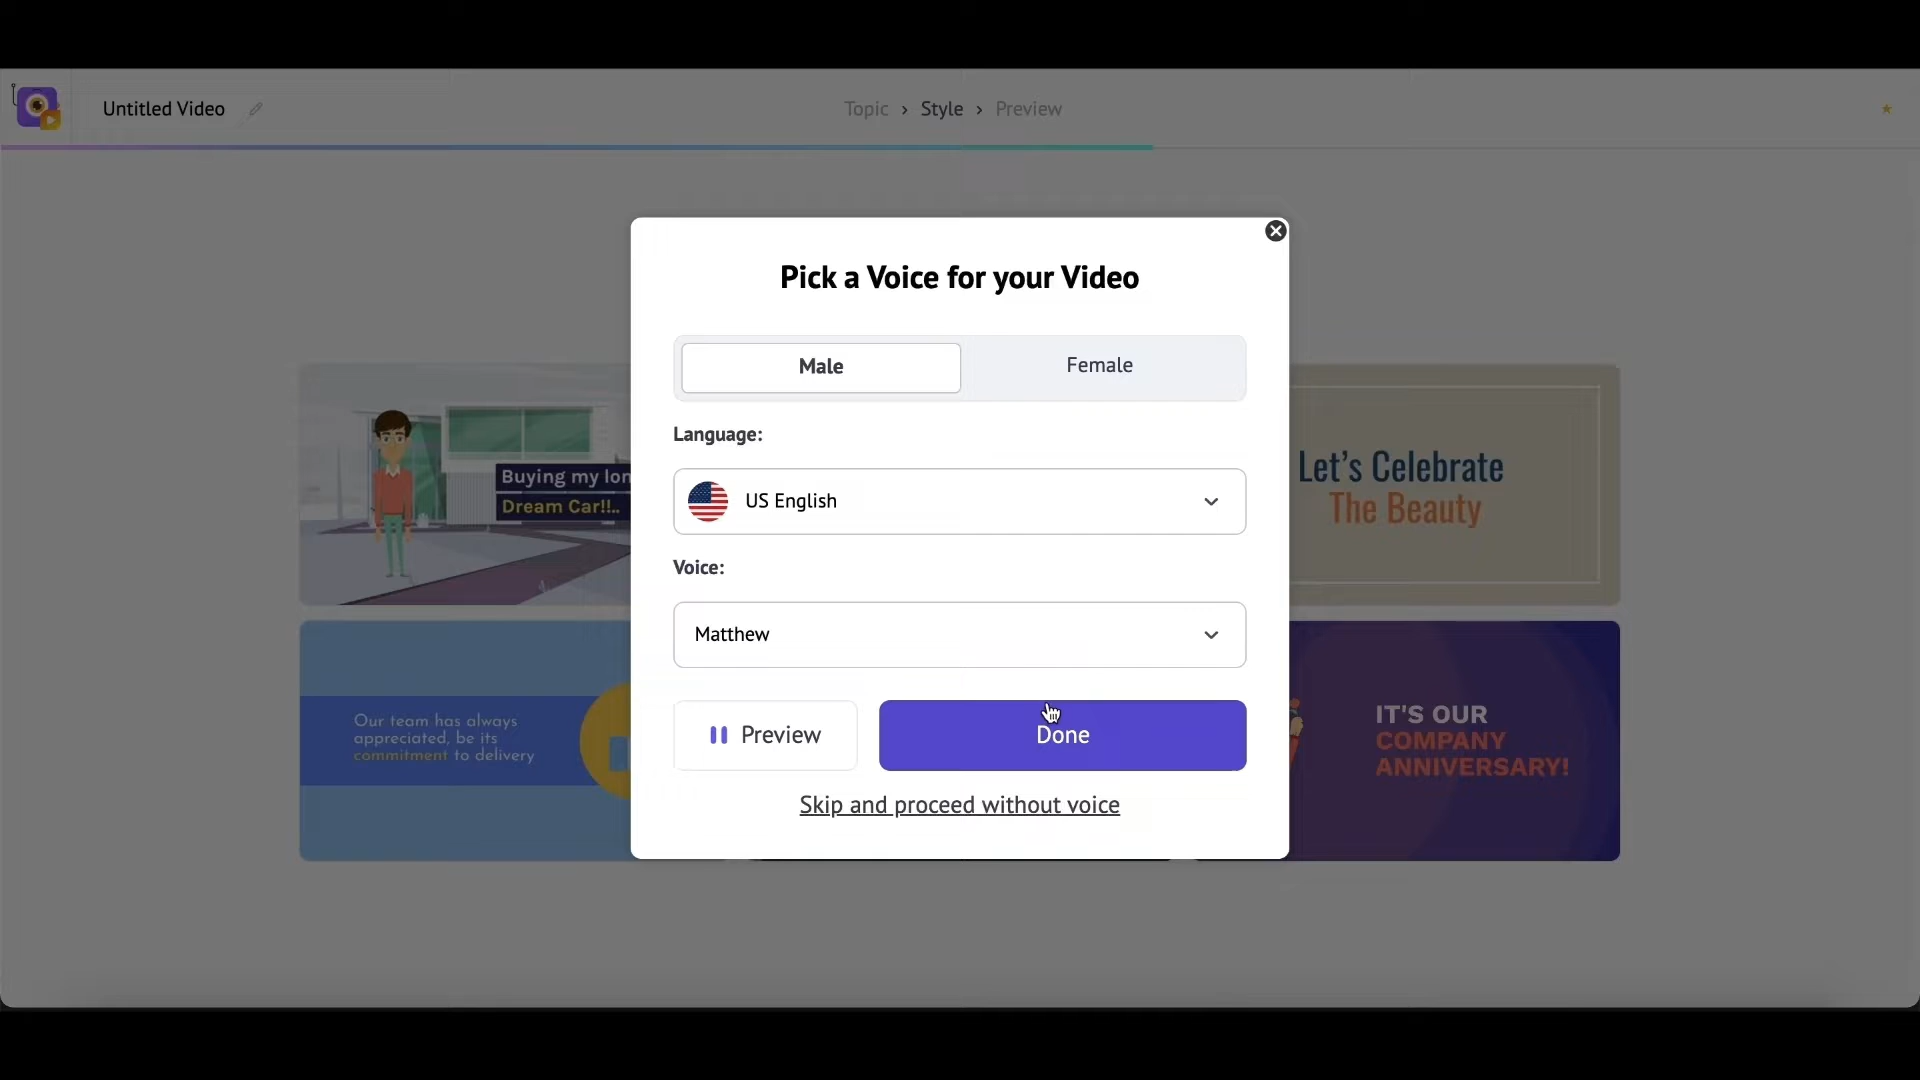 Untitled Video
Topic › Style › Preview
Pick a Voice for your Video
Male
Female
Language:
US English
Voice:
Matthew
Preview
Done
Skip and proceed without voice
Buying my lon
Dream Car!!..
Let's Celebrate
The Beauty
Our team has always
appreciated, be its
commitment to delivery
IT'S OUR
COMPANY
ANNIVERSARY!